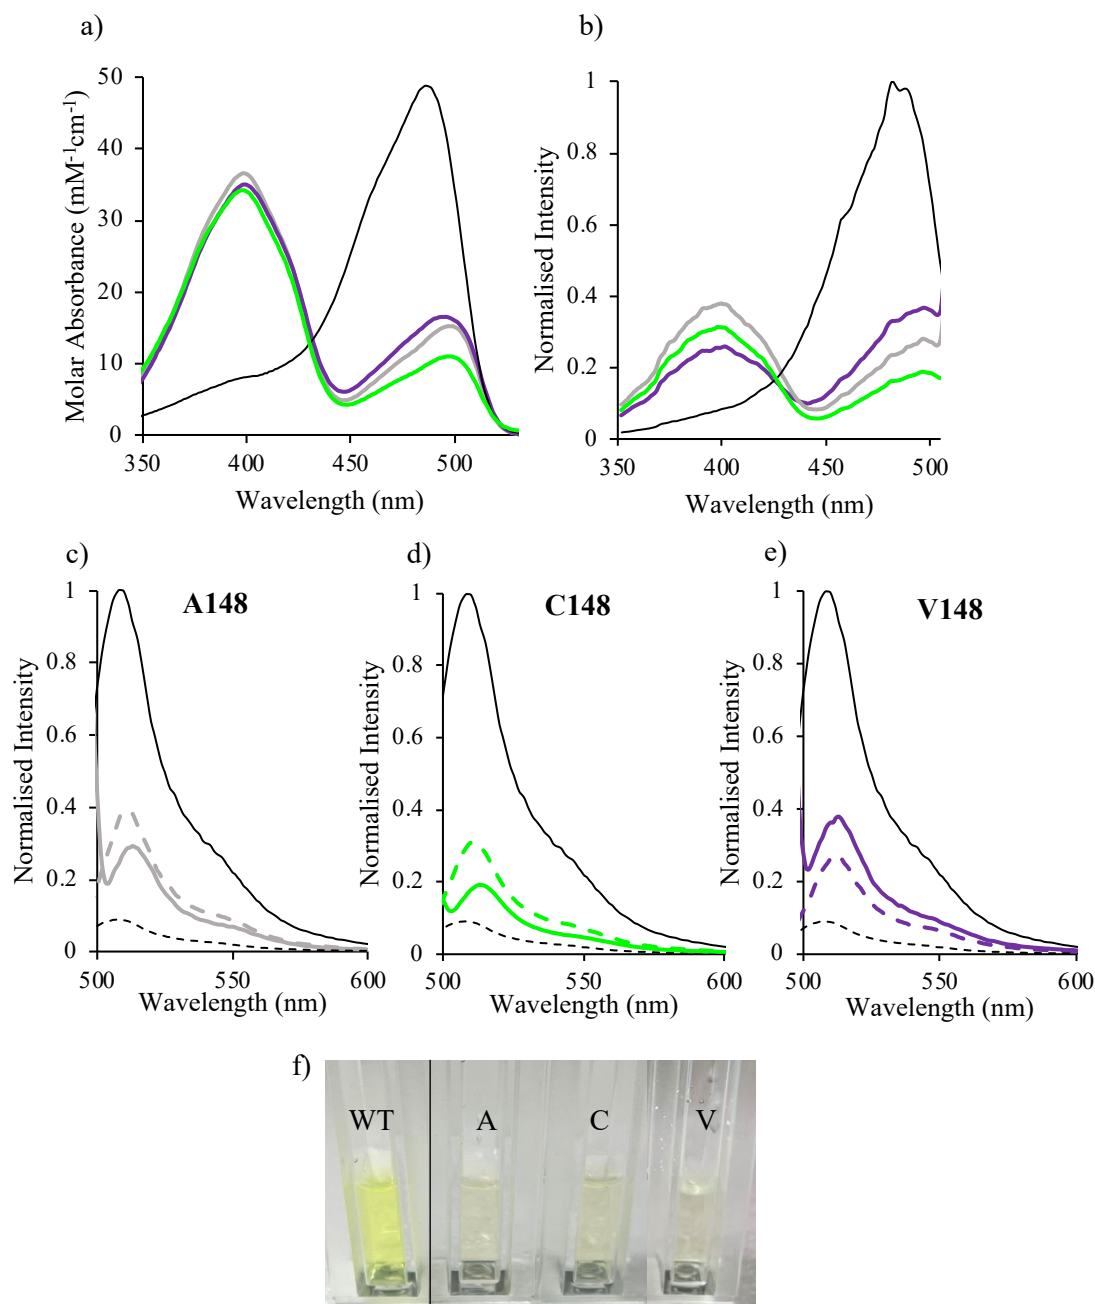 a)
50
40
30
20
10
0
350
400
450
500
Molar Absorbance (mM-1cm-1)
Wavelength (nm)
b)
1
0.8
0.6
0.4
0.2
0
350
400
450
500
Normalised Intensity
Wavelength (nm)
c)
A148
1
0.8
0.6
0.4
0.2
0
500
550
600
Normalised Intensity
Wavelength (nm)
d)
C148
1
0.8
0.6
0.4
0.2
0
500
550
600
Normalised Intensity
Wavelength (nm)
e)
V148
1
0.8
0.6
0.4
0.2
0
500
550
600
Normalised Intensity
Wavelength (nm)
f)
WT
A
C
V